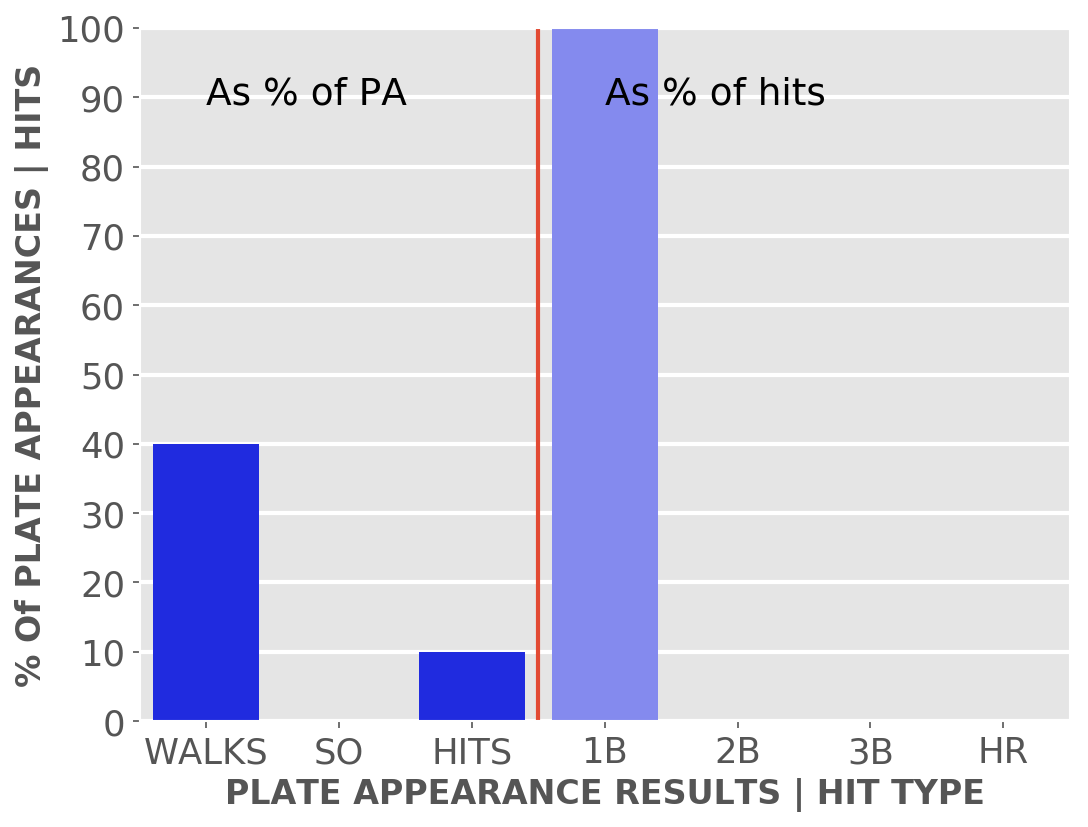 % Of PLATE APPEARANCES | HITS
100
90
80
70
60
50
40
30
20
10
0
As % of PA
As % of hits
WALKS SO HITS 1B 2B 3B HR
PLATE APPEARANCE RESULTS | HIT TYPE